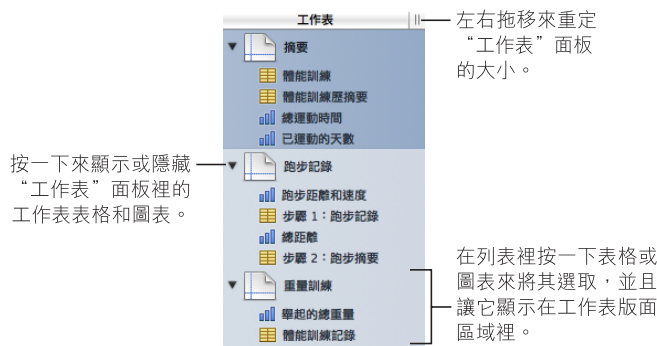 工作表
左右拖移來重定
“工作表”面板
的大小。
摘要
體能訓練
體能訓練歷摘要
總運動時間
已運動的天數
按一下來顯示或隱藏
“工作表”面板裡的
工作表表格和圖表。
跑步記錄
跑步距離和速度
步驟 1：跑步記錄
總距離
步驟 2：跑步摘要
重量訓練
舉起的總重量
體能訓練記錄
在列表裡按一下表格或
圖表來將其選取，並且
讓它顯示在工作表版面
區域裡。